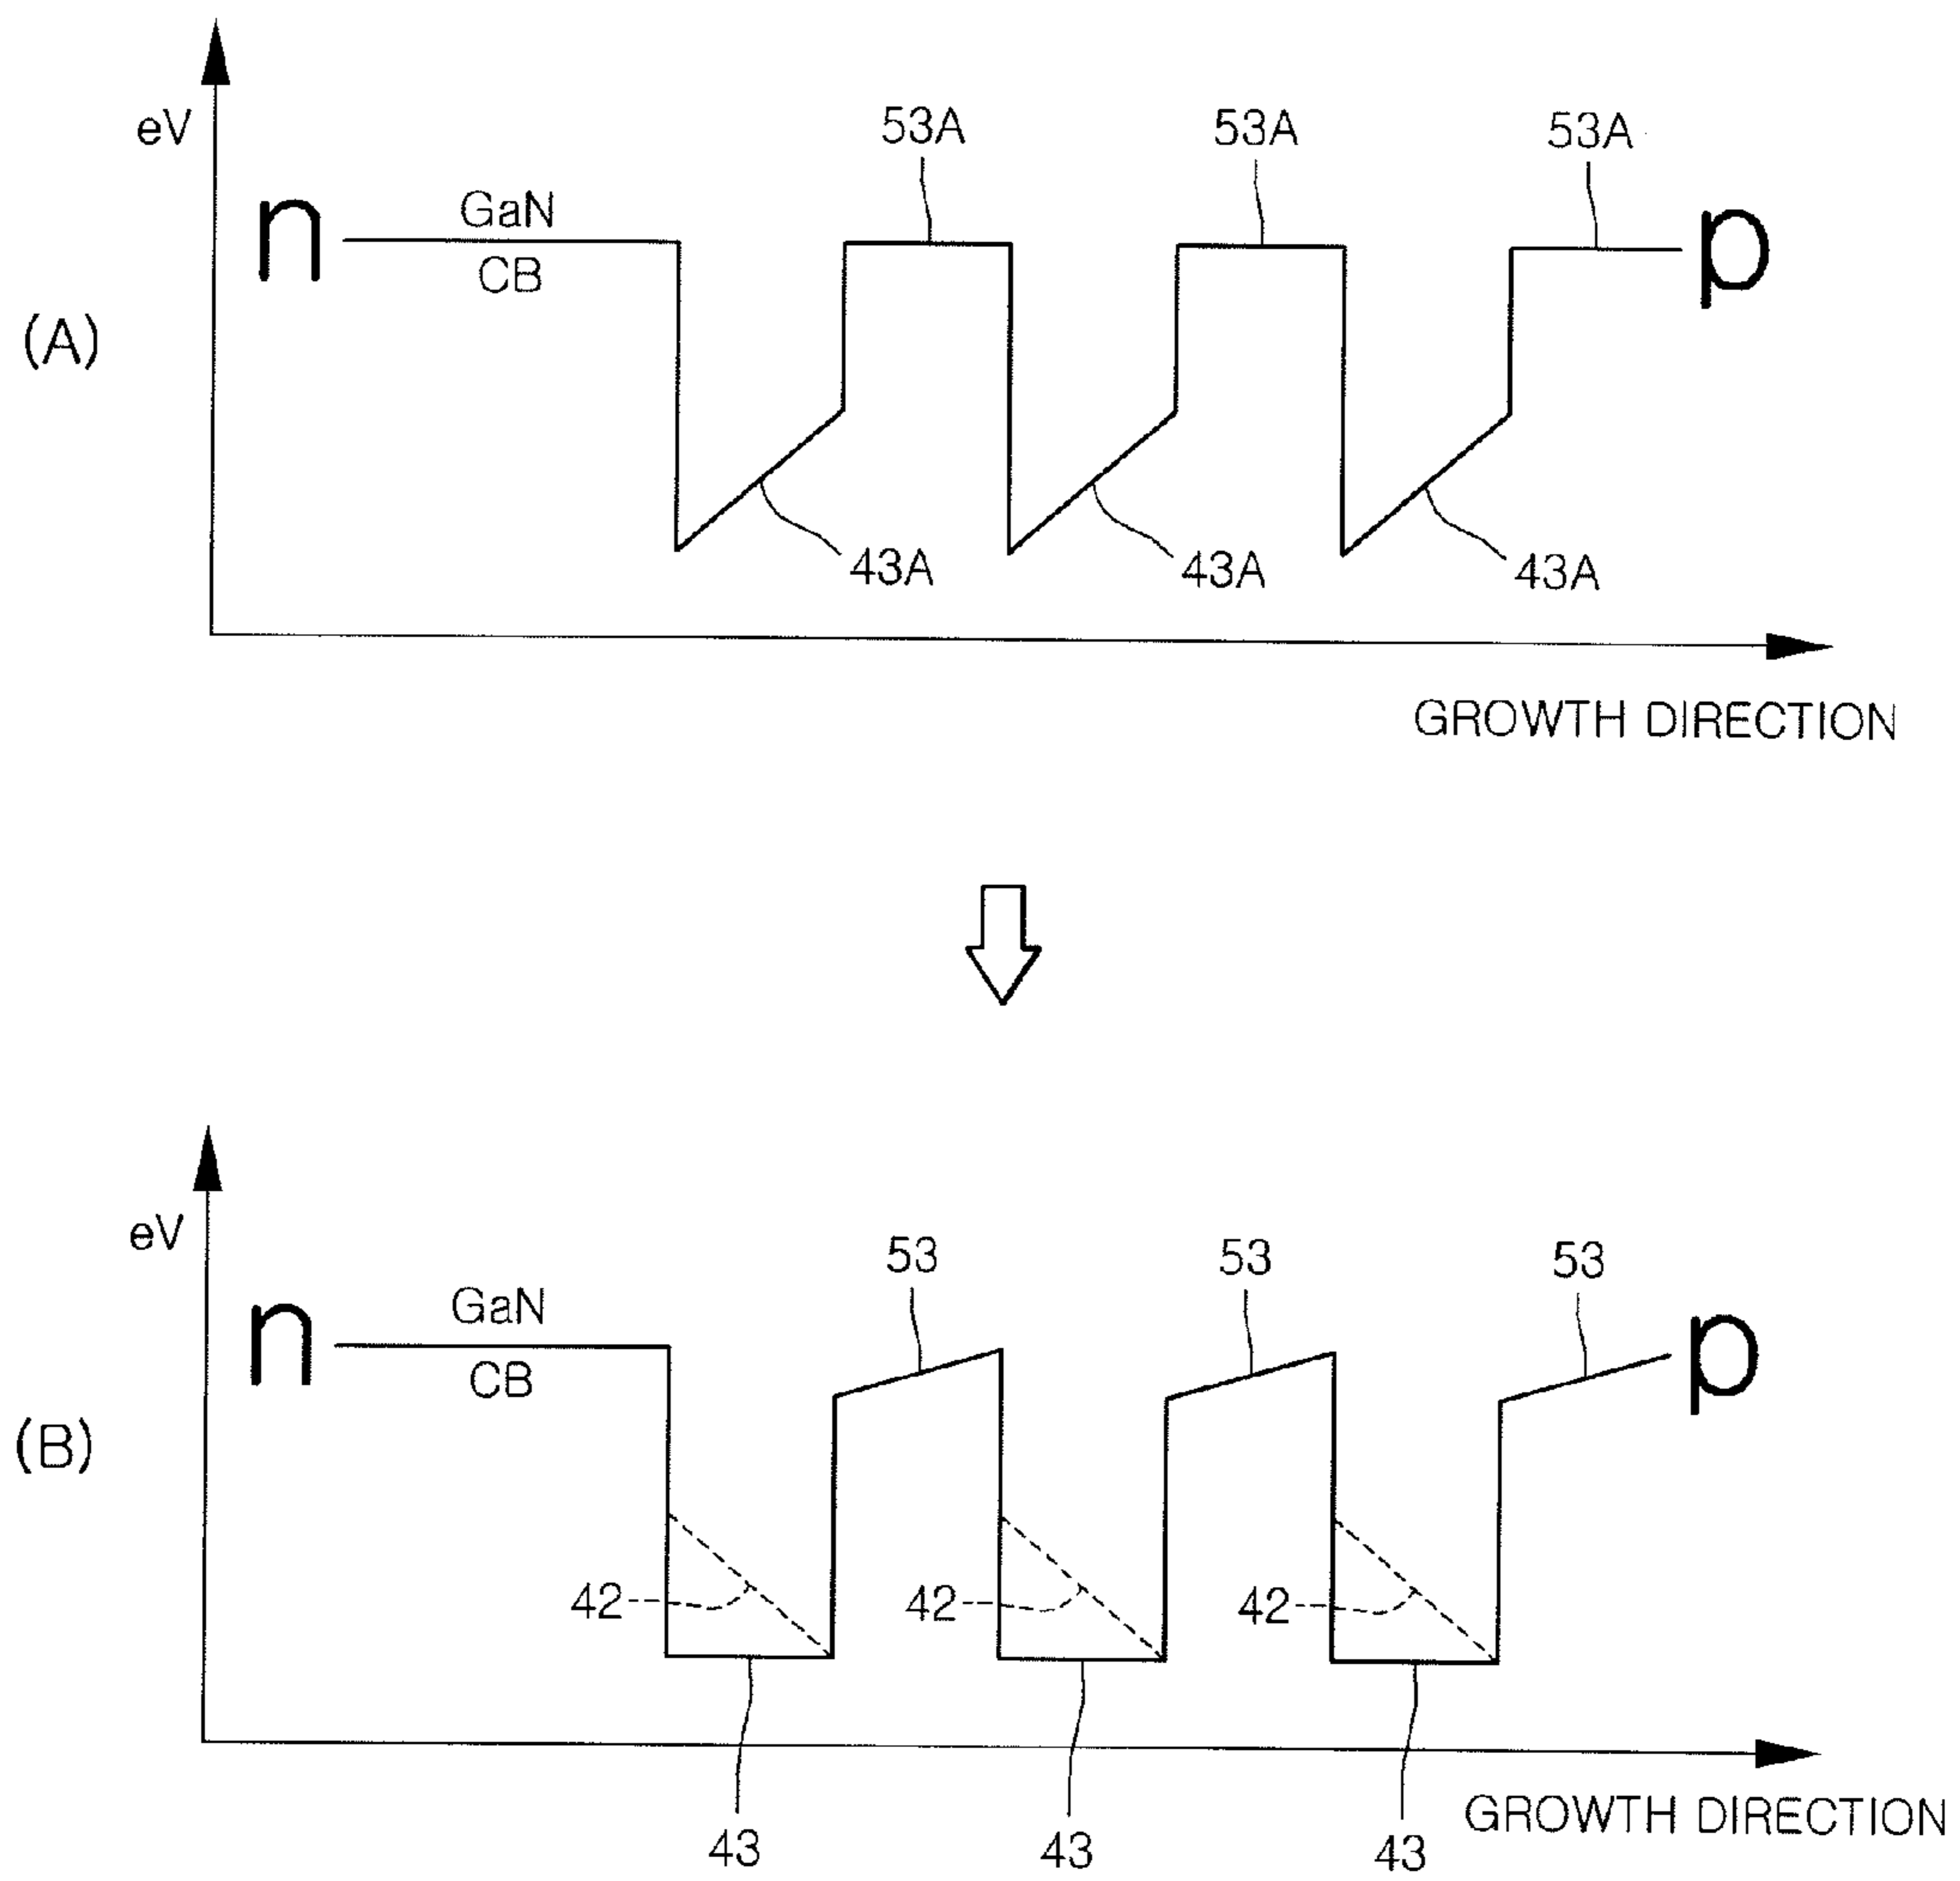 eV
53A 53A 53A
n GaN p
CB
(A)
43A 43A 43A
GROWTH DIRECTION
eV
53 53 53
n GaN p
CB
(B)
42 42 42
43 43 43
GROWTH DIRECTION